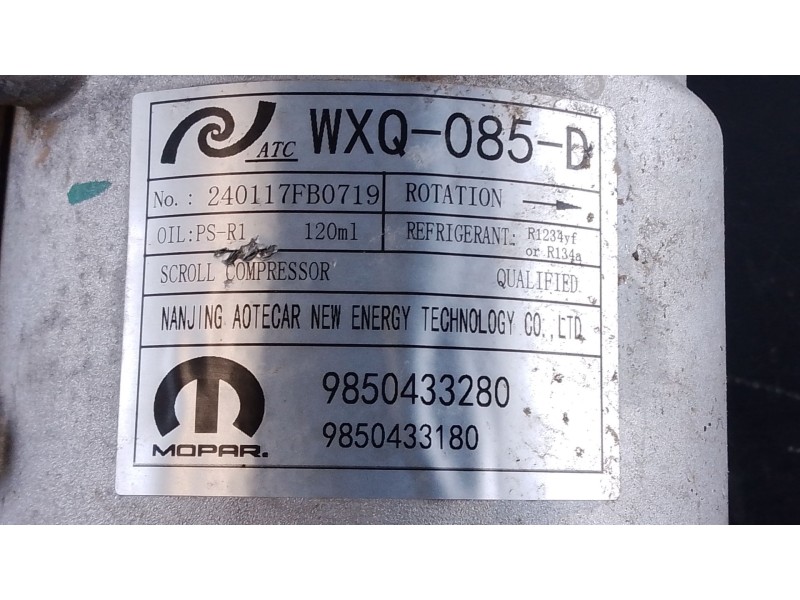 ATC WXQ-085-D
No.: 240117FB0719 ROTATION
OIL:PS-R1 120ml REFRIGERANT: R1234yf
or R134a
SCROLL COMPRESSOR QUALIFIED
NANJING AOTECAR NEW ENERGY TECHNOLOGY CO.,LTD
9850433280
MOPAR. 9850433180